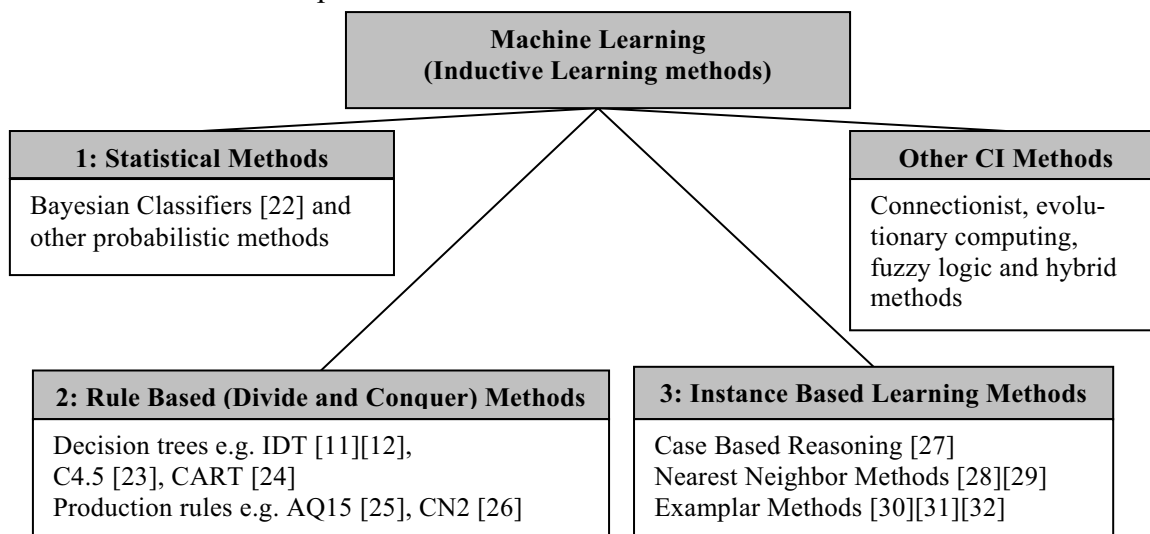 Machine Learning
(Inductive Learning methods)
1: Statistical Methods
Bayesian Classifiers [22] and
other probabilistic methods
Other CI Methods
Connectionist, evolu-
tionary computing,
fuzzy logic and hybrid
methods
2: Rule Based (Divide and Conquer) Methods
Decision trees e.g. IDT [11][12],
C4.5 [23], CART [24]
Production rules e.g. AQ15 [25], CN2 [26]
3: Instance Based Learning Methods
Case Based Reasoning [27]
Nearest Neighbor Methods [28][29]
Examplar Methods [30][31][32]